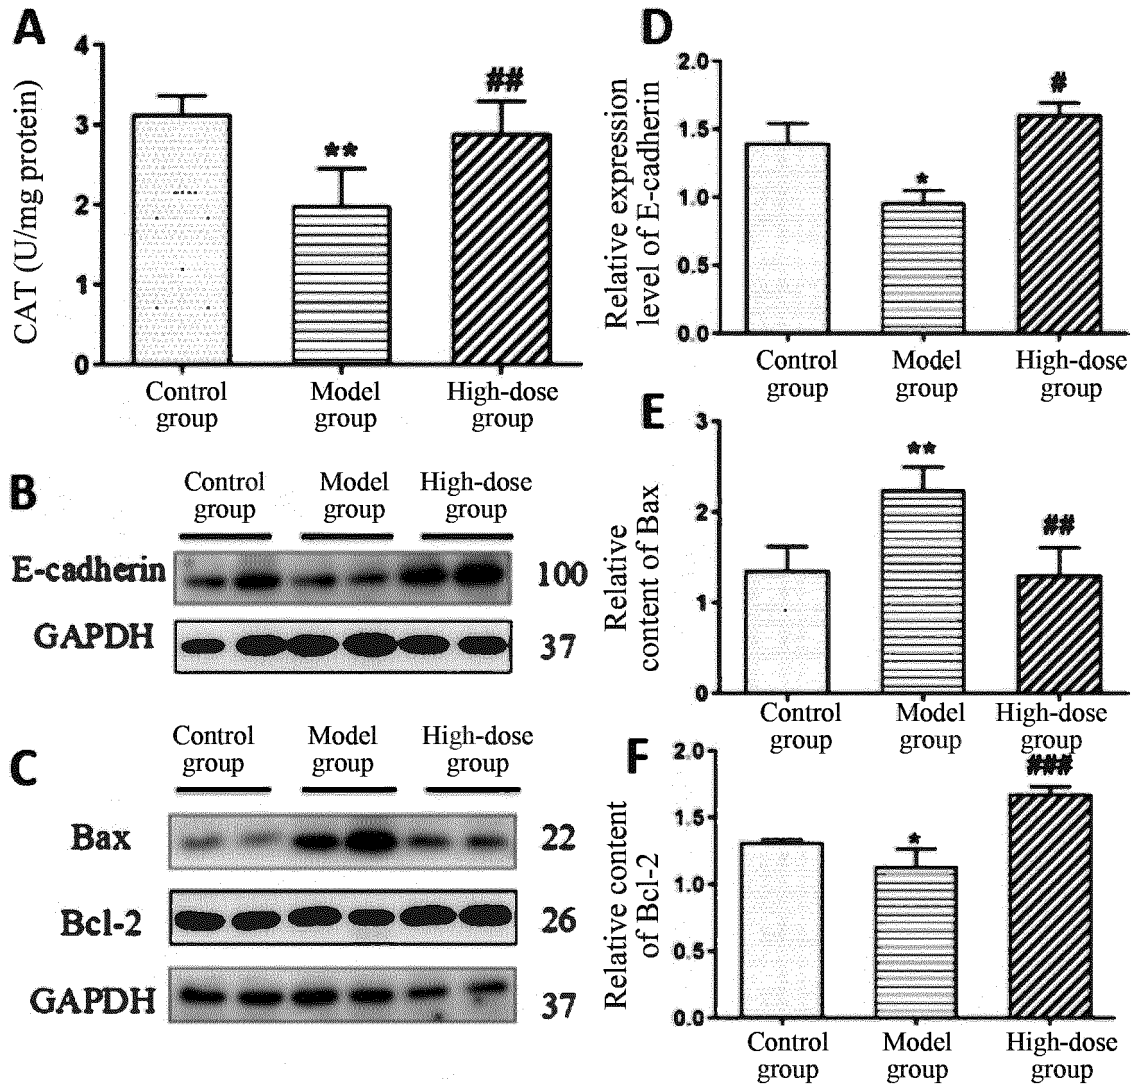 A
CAT (U/mg protein)
4
3
2
1
0
**
##
Control group
Model group
High-dose group
B
Control group
Model group
High-dose group
E-cadherin
100
GAPDH
37
C
Control group
Model group
High-dose group
Bax
22
Bcl-2
26
GAPDH
37
D
Relative expression
level of E-cadherin
2.0
1.5
1.0
0.5
0.0
*
#
Control group
Model group
High-dose group
E
Relative
content of Bax
3
2
1
0
**
##
Control group
Model group
High-dose group
F
Relative content
of Bcl-2
2.0
1.5
1.0
0.5
0.0
*
###
Control group
Model group
High-dose group